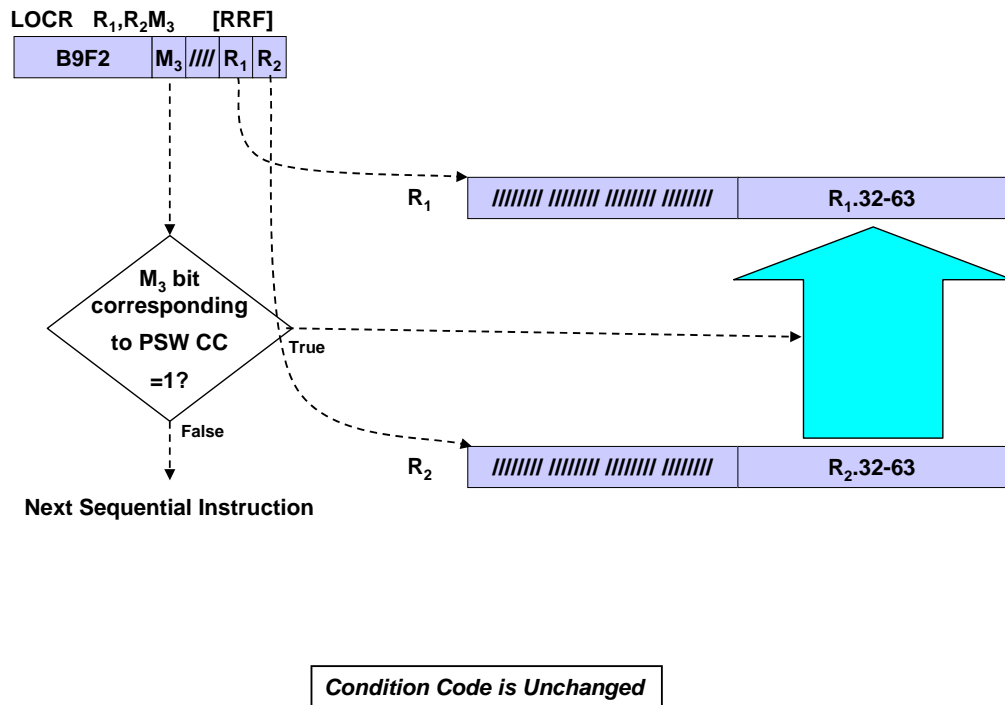 LOCR R₁,R₂M₃ [RRF]
B9F2 M₃ //// R₁ R₂
R₁ //////// //////// //////// //////// R₁.32-63
M₃ bit
corresponding
to PSW CC
=1?
True
False
R₂ //////// //////// //////// //////// R₂.32-63
Next Sequential Instruction
Condition Code is Unchanged